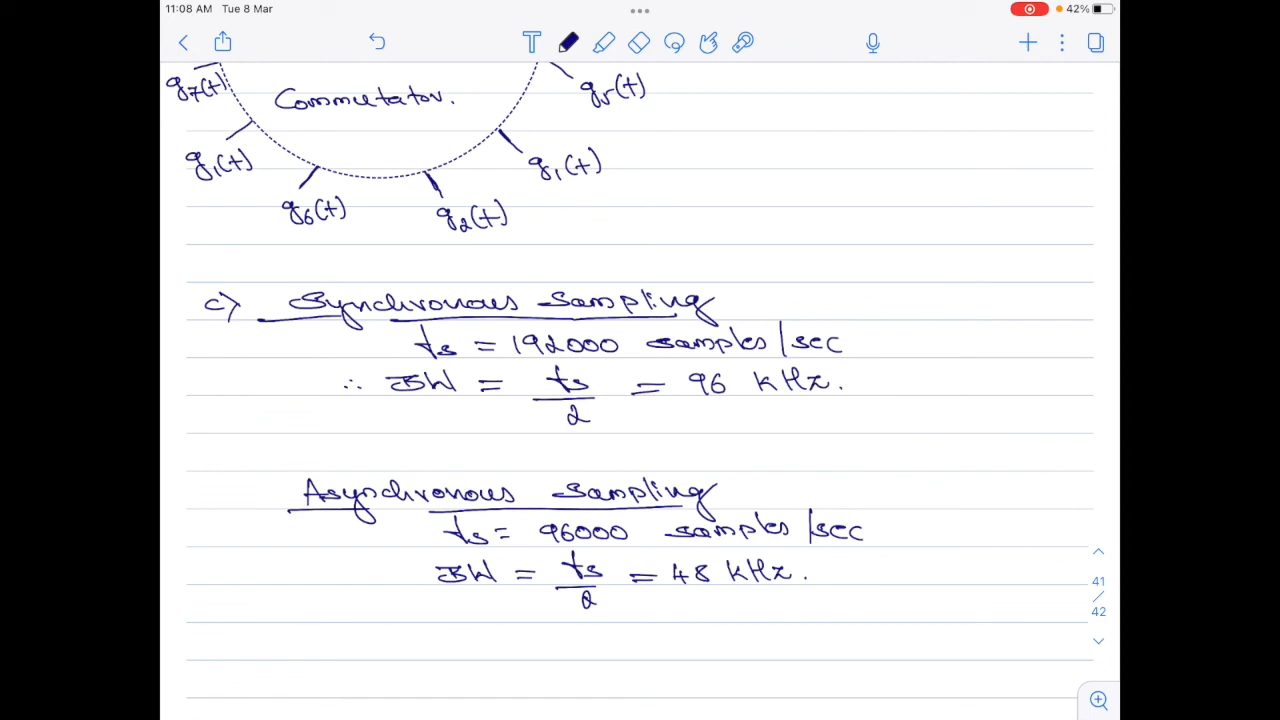 11:08 AM Tue 8 Mar
42%
T
g7(t)
Commutator.
g5(t)
g1(t)
g1(t)
g6(t)
g2(t)
c) Synchronous Sampling
fs = 192000 samples/sec
∴ BW = fs/2 = 96 kHz.
Asynchronous Sampling
fs = 96000 samples/sec
BW = fs/2 = 48 kHz.
41
/
42